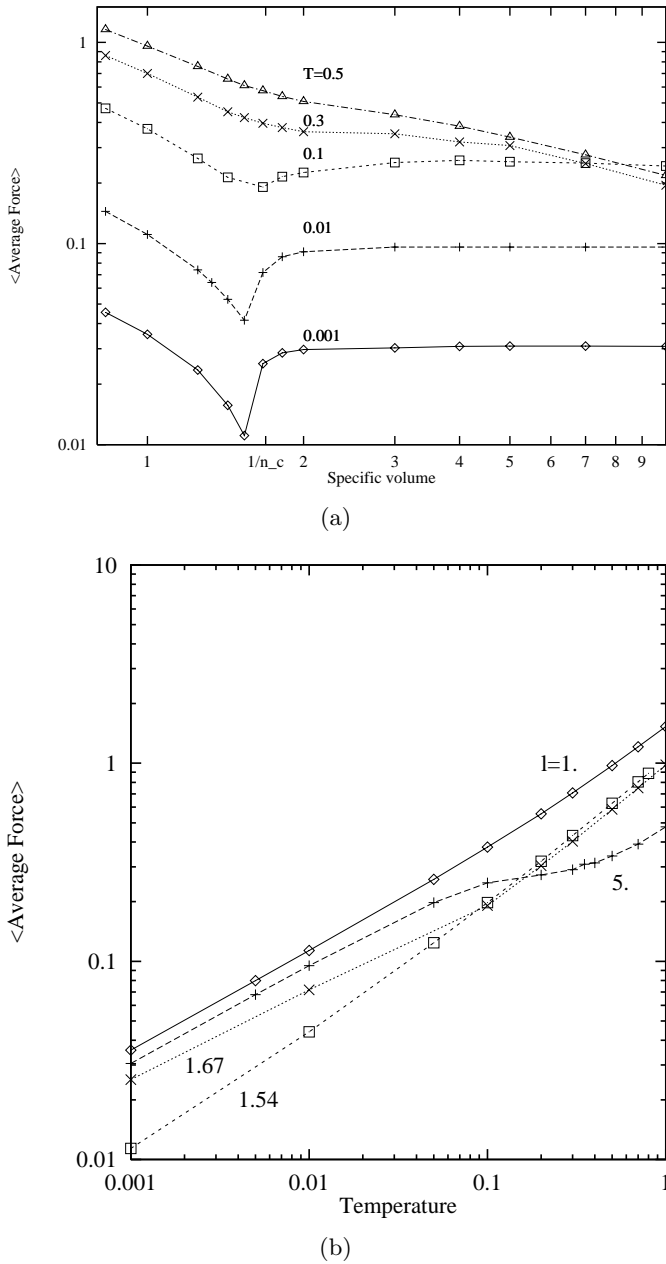 1
T=0.5
0.3
0.1
0.1
0.01
0.001
0.01
<Average Force>
1 1/n_c 2 3 4 5 6 7 8 9
Specific volume
(a)
10
1
0.1
0.01
<Average Force>
l=1.
5.
1.67
1.54
0.001 0.01 0.1 1
Temperature
(b)